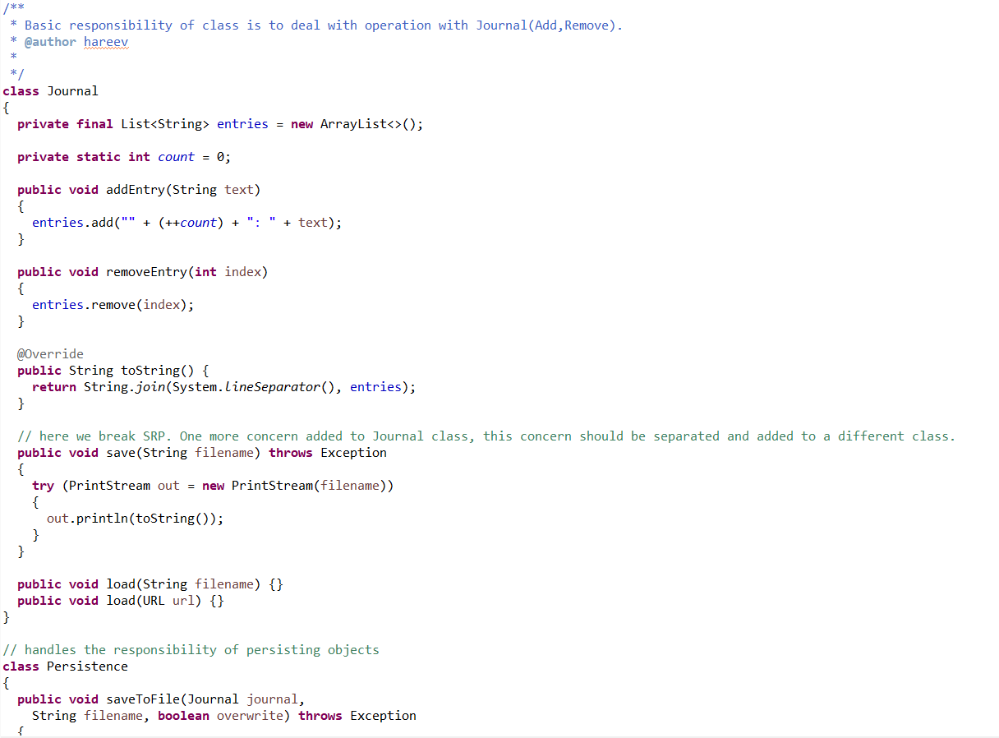 /**
 * Basic responsibility of class is to deal with operation with Journal(Add,Remove).
 * @author hareev
 *
 */
class Journal
{
  private final List<String> entries = new ArrayList<>();

  private static int count = 0;

  public void addEntry(String text)
  {
    entries.add("" + (++count) + ": " + text);
  }

  public void removeEntry(int index)
  {
    entries.remove(index);
  }

  @Override
  public String toString() {
    return String.join(System.lineSeparator(), entries);
  }

  // here we break SRP. One more concern added to Journal class, this concern should be separated and added to a different class.
  public void save(String filename) throws Exception
  {
    try (PrintStream out = new PrintStream(filename))
    {
      out.println(toString());
    }
  }

  public void load(String filename) {}
  public void load(URL url) {}
}

// handles the responsibility of persisting objects
class Persistence
{
  public void saveToFile(Journal journal,
    String filename, boolean overwrite) throws Exception
  {